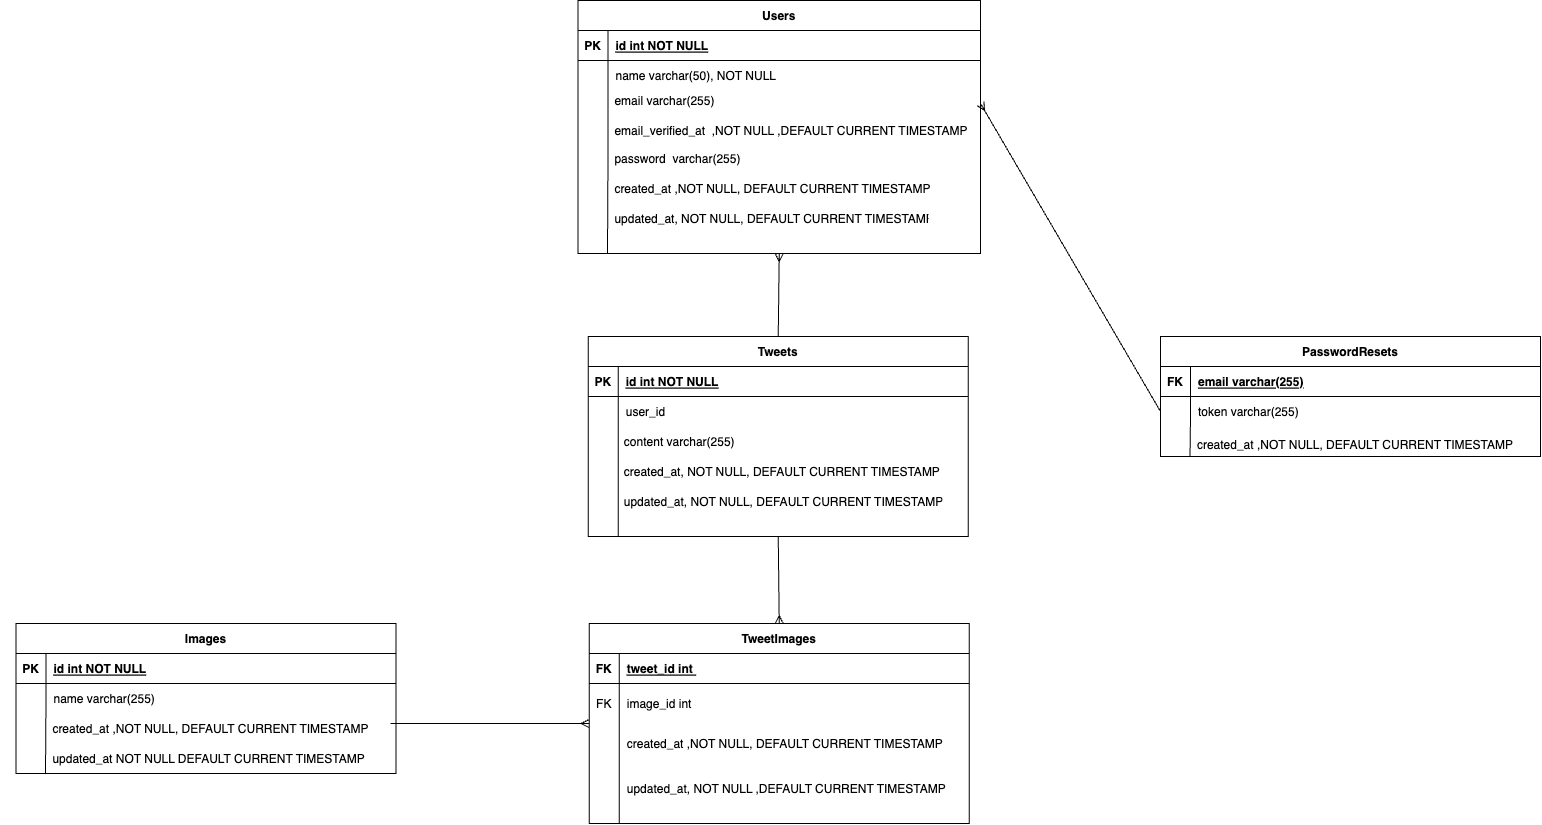 Users
PK id int NOT NULL
name varchar(50), NOT NULL
email varchar(255)
email_verified_at ,NOT NULL ,DEFAULT CURRENT TIMESTAMP
password varchar(255)
created_at ,NOT NULL, DEFAULT CURRENT TIMESTAMP
updated_at, NOT NULL, DEFAULT CURRENT TIMESTAMP
Tweets
PK id int NOT NULL
user_id
content varchar(255)
created_at, NOT NULL, DEFAULT CURRENT TIMESTAMP
updated_at, NOT NULL, DEFAULT CURRENT TIMESTAMP
PasswordResets
FK email varchar(255)
token varchar(255)
created_at ,NOT NULL, DEFAULT CURRENT TIMESTAMP
Images
PK id int NOT NULL
name varchar(255)
created_at ,NOT NULL, DEFAULT CURRENT TIMESTAMP
updated_at NOT NULL DEFAULT CURRENT TIMESTAMP
TweetImages
FK tweet_id int
FK image_id int
created_at ,NOT NULL, DEFAULT CURRENT TIMESTAMP
updated_at, NOT NULL ,DEFAULT CURRENT TIMESTAMP